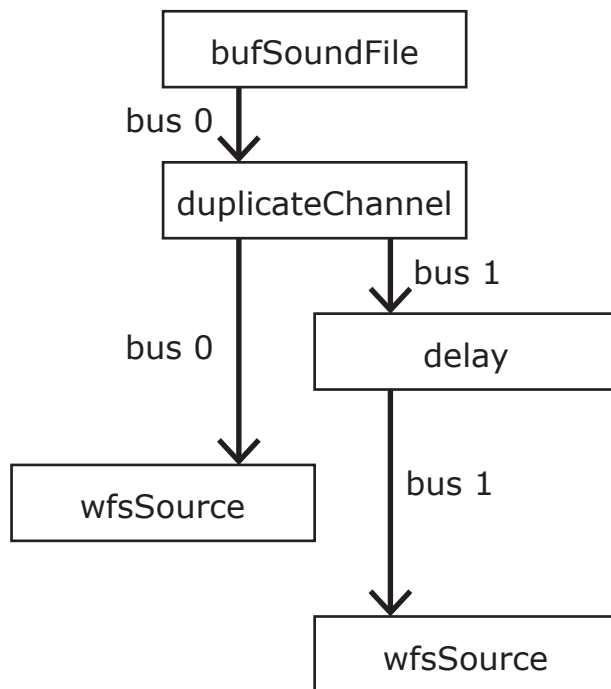 bufSoundFile
bus 0
duplicateChannel
bus 1
bus 0
delay
bus 1
wfsSource
wfsSource